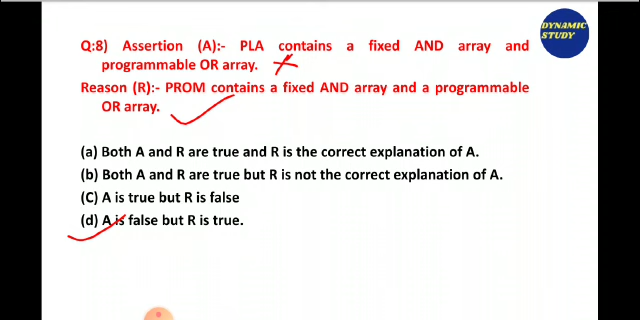 DYNAMIC
STUDY
Q:8) Assertion (A):- PLA contains a fixed AND array and
programmable OR array.
Reason (R):- PROM contains a fixed AND array and a programmable
OR array.
(a) Both A and R are true and R is the correct explanation of A.
(b) Both A and R are true but R is not the correct explanation of A.
(C) A is true but R is false
(d) A is false but R is true.